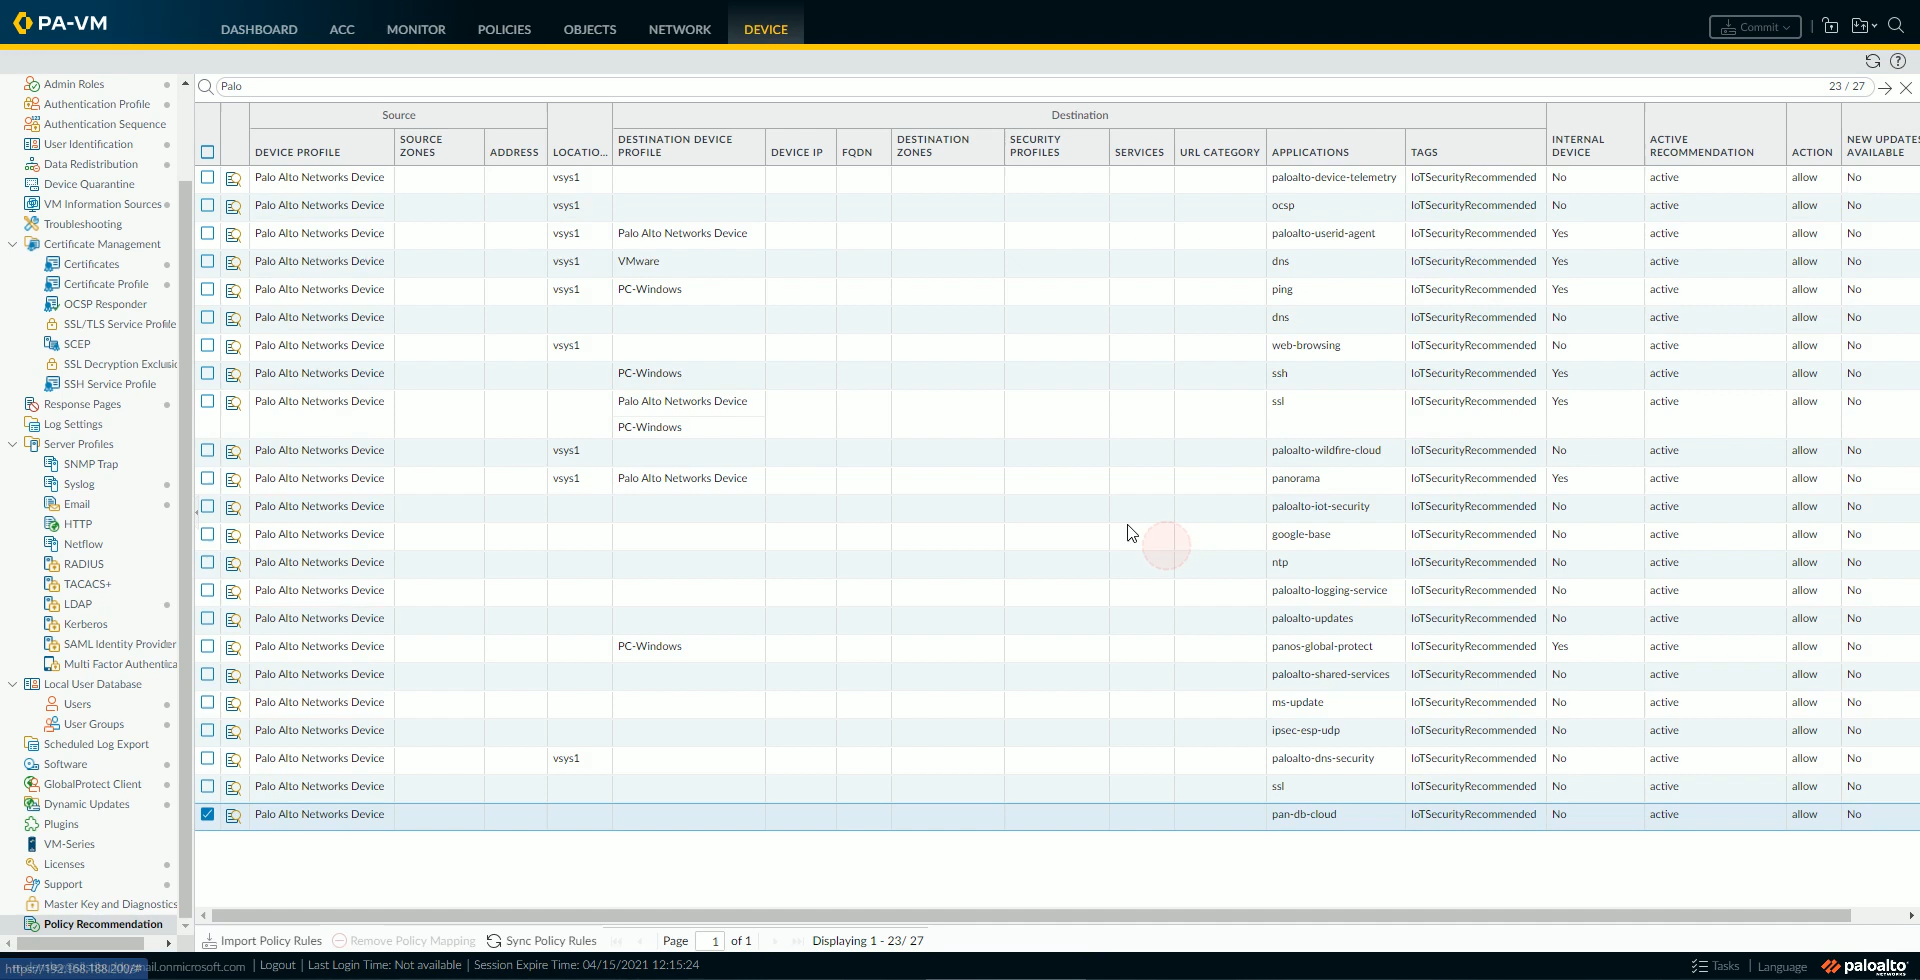 PA-VM
DASHBOARD ACC MONITOR POLICIES OBJECTS NETWORK DEVICE
Commit
Palo 23 / 27
Admin Roles
Authentication Profile
Authentication Sequence
User Identification
Data Redistribution
Device Quarantine
VM Information Sources
Troubleshooting
Certificate Management
Certificates
Certificate Profile
OCSP Responder
SSL/TLS Service Profile
SCEP
SSL Decryption Exclusio
SSH Service Profile
Response Pages
Log Settings
Server Profiles
SNMP Trap
Syslog
Email
HTTP
Netflow
RADIUS
TACACS+
LDAP
Kerberos
SAML Identity Provider
Multi Factor Authentica
Local User Database
Users
User Groups
Scheduled Log Export
Software
GlobalProtect Client
Dynamic Updates
Plugins
VM-Series
Licenses
Support
Master Key and Diagnostics
Policy Recommendation
Source Destination
DEVICE PROFILE SOURCE ZONES ADDRESS LOCATIO... DESTINATION DEVICE PROFILE DEVICE IP FQDN DESTINATION ZONES SECURITY PROFILES SERVICES URL CATEGORY APPLICATIONS TAGS INTERNAL DEVICE ACTIVE RECOMMENDATION ACTION NEW UPDATES AVAILABLE
Palo Alto Networks Device vsys1 paloalto-device-telemetry IoTSecurityRecommended No active allow No
Palo Alto Networks Device vsys1 ocsp IoTSecurityRecommended No active allow No
Palo Alto Networks Device vsys1 Palo Alto Networks Device paloalto-userid-agent IoTSecurityRecommended Yes active allow No
Palo Alto Networks Device vsys1 VMware dns IoTSecurityRecommended Yes active allow No
Palo Alto Networks Device vsys1 PC-Windows ping IoTSecurityRecommended Yes active allow No
Palo Alto Networks Device dns IoTSecurityRecommended No active allow No
Palo Alto Networks Device vsys1 web-browsing IoTSecurityRecommended No active allow No
Palo Alto Networks Device PC-Windows ssh IoTSecurityRecommended Yes active allow No
Palo Alto Networks Device Palo Alto Networks Device ssl IoTSecurityRecommended Yes active allow No
PC-Windows
Palo Alto Networks Device vsys1 paloalto-wildfire-cloud IoTSecurityRecommended No active allow No
Palo Alto Networks Device vsys1 Palo Alto Networks Device panorama IoTSecurityRecommended Yes active allow No
Palo Alto Networks Device paloalto-iot-security IoTSecurityRecommended No active allow No
Palo Alto Networks Device google-base IoTSecurityRecommended No active allow No
Palo Alto Networks Device ntp IoTSecurityRecommended No active allow No
Palo Alto Networks Device paloalto-logging-service IoTSecurityRecommended No active allow No
Palo Alto Networks Device paloalto-updates IoTSecurityRecommended No active allow No
Palo Alto Networks Device PC-Windows panos-global-protect IoTSecurityRecommended Yes active allow No
Palo Alto Networks Device paloalto-shared-services IoTSecurityRecommended No active allow No
Palo Alto Networks Device ms-update IoTSecurityRecommended No active allow No
Palo Alto Networks Device ipsec-esp-udp IoTSecurityRecommended No active allow No
Palo Alto Networks Device vsys1 paloalto-dns-security IoTSecurityRecommended No active allow No
Palo Alto Networks Device ssl IoTSecurityRecommended No active allow No
Palo Alto Networks Device pan-db-cloud IoTSecurityRecommended No active allow No
Import Policy Rules Remove Policy Mapping Sync Policy Rules Page 1 of 1 Displaying 1 - 23/ 27
https://192.168.188.200/# mail.onmicrosoft.com | Logout | Last Login Time: Not available | Session Expire Time: 04/15/2021 12:15:24 Tasks | Language paloalto NETWORKS